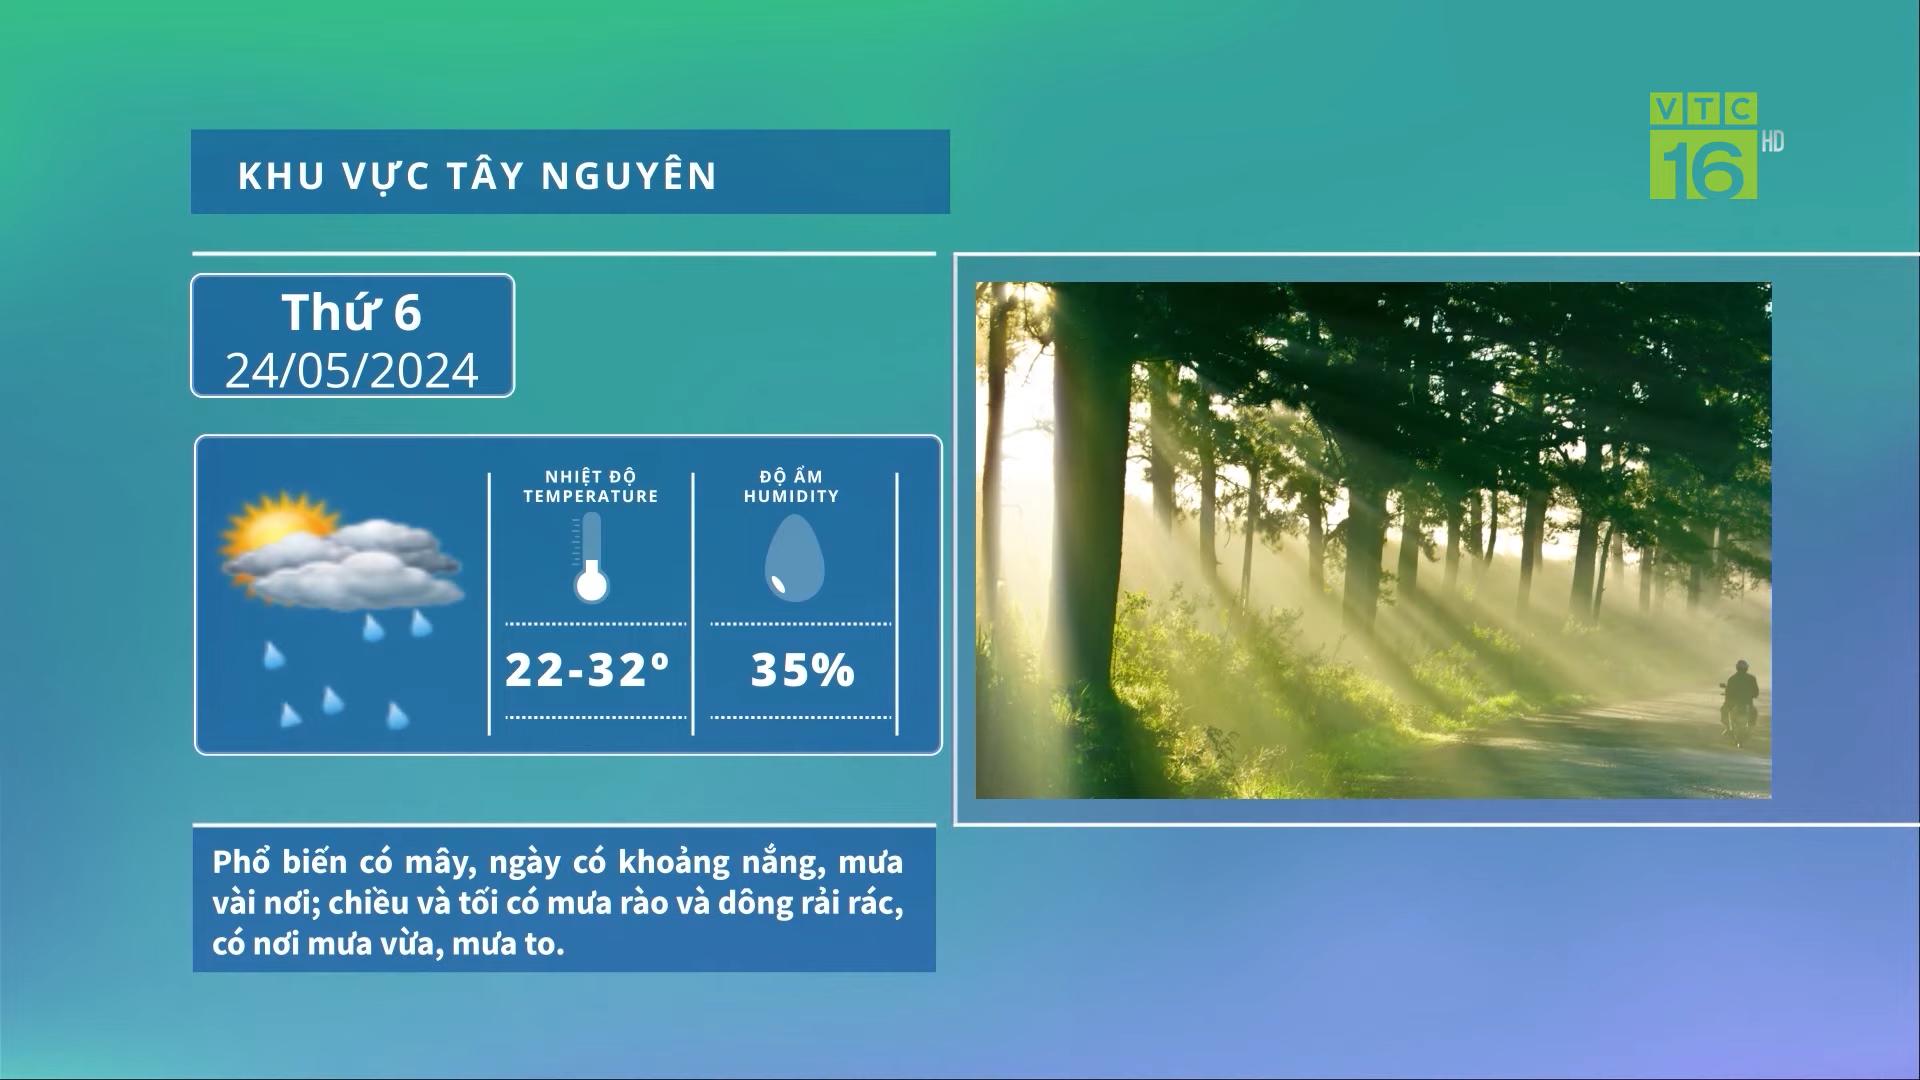 VTC
16 HD
KHU VỰC TÂY NGUYÊN
Thứ 6
24/05/2024
NHIỆT ĐỘ
TEMPERATURE
22-32º
ĐỘ ẨM
HUMIDITY
35%
Phổ biến có mây, ngày có khoảng nắng, mưa
vài nơi; chiều và tối có mưa rào và dông rải rác,
có nơi mưa vừa, mưa to.